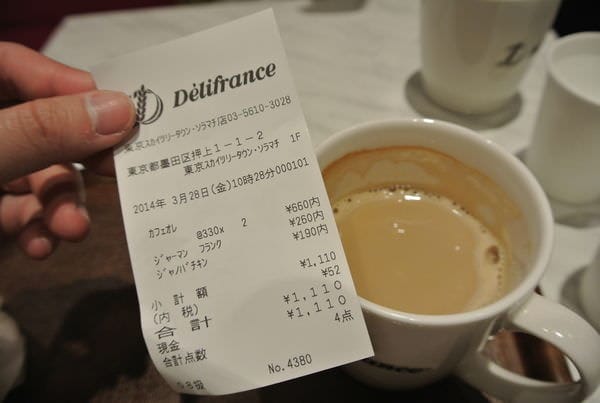 Délifrance
東京スカイツリータウン・ソラマチ店03-5610-3028
東京都墨田区押上1-1-2
東京スカイツリータウン・ソラマチ 1F
2014年 3月28日(金)10時28分000101
カフェオレ @330x 2 ¥660内
ジャーマン フランク ¥260内
ジャノバチキン ¥190内
小 計 額 ¥1,110
(内 税) ¥52
合 計 ¥1,110
現金 ¥1,110
合計点数 4点
No.4380